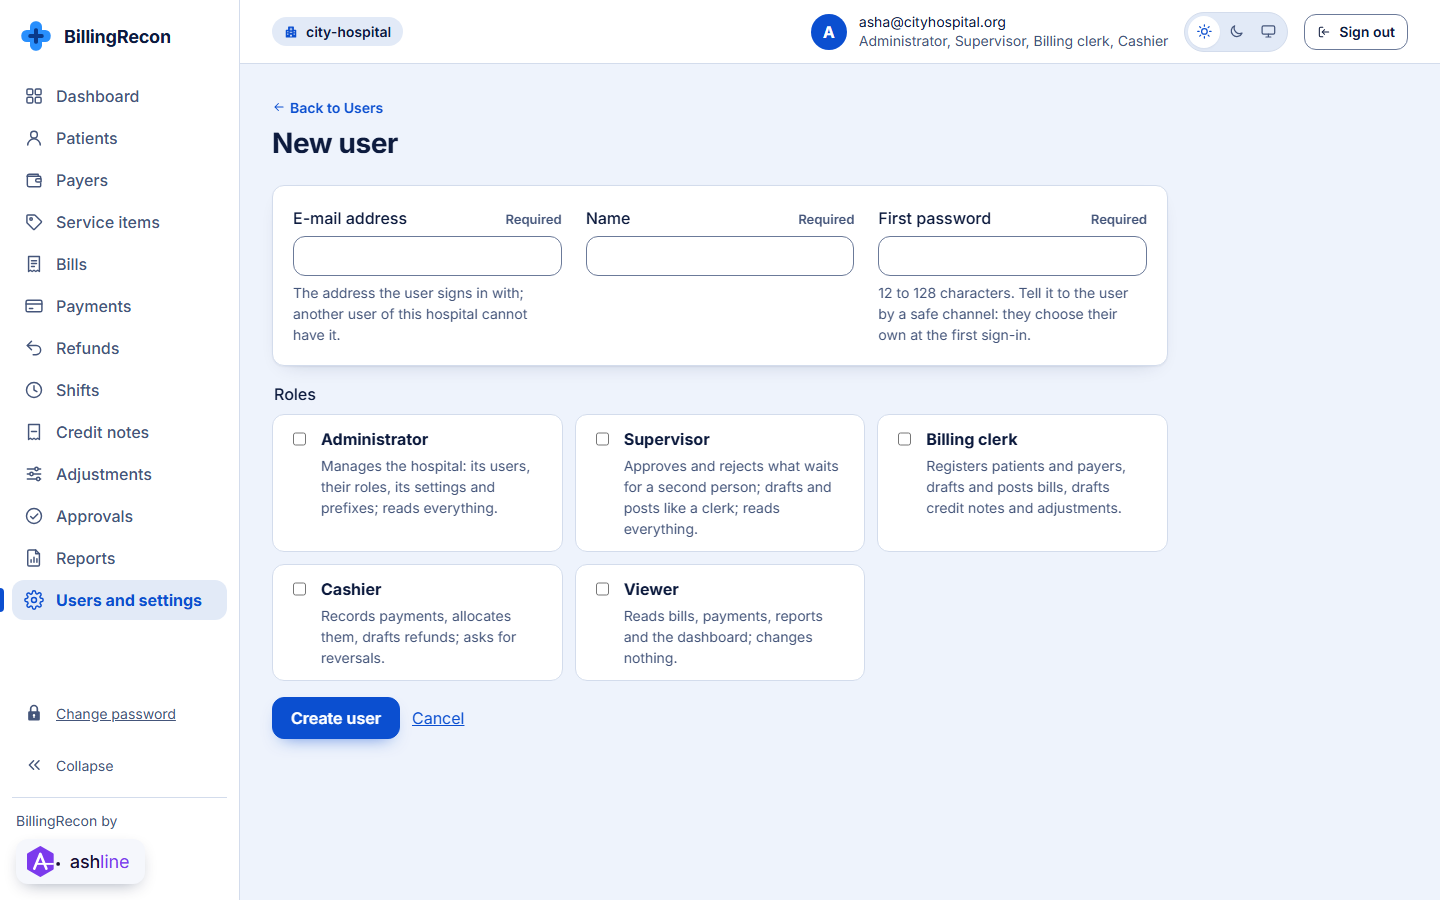 BillingRecon
Dashboard
Patients
Payers
Service items
Bills
Payments
Refunds
Shifts
Credit notes
Adjustments
Approvals
Reports
Users and settings
Change password
Collapse
BillingRecon by
ashline
city-hospital
A
asha@cityhospital.org
Administrator, Supervisor, Billing clerk, Cashier
Sign out
Back to Users
New user
E-mail address Required
The address the user signs in with;
another user of this hospital cannot
have it.
Name Required
First password Required
12 to 128 characters. Tell it to the user
by a safe channel: they choose their
own at the first sign-in.
Roles
Administrator
Manages the hospital: its users,
their roles, its settings and
prefixes; reads everything.
Supervisor
Approves and rejects what waits
for a second person; drafts and
posts like a clerk; reads
everything.
Billing clerk
Registers patients and payers,
drafts and posts bills, drafts
credit notes and adjustments.
Cashier
Records payments, allocates
them, drafts refunds; asks for
reversals.
Viewer
Reads bills, payments, reports
and the dashboard; changes
nothing.
Create user
Cancel